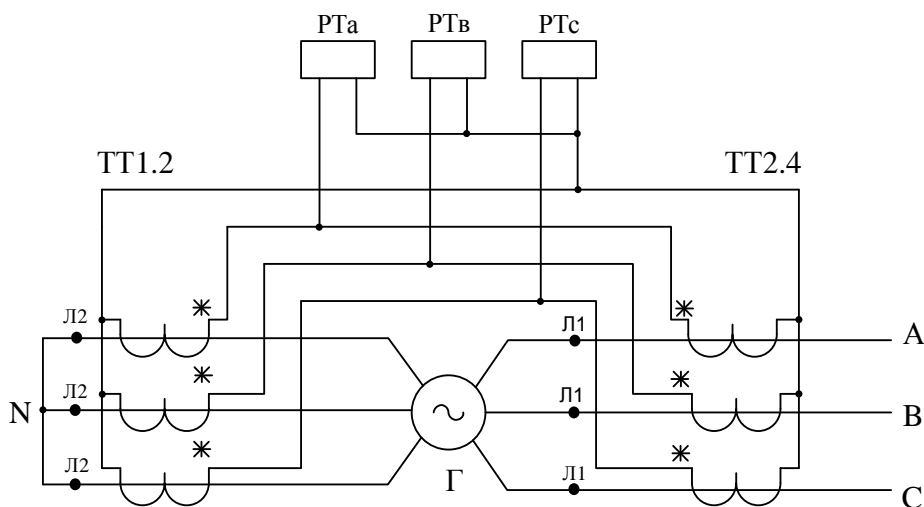 РТа РТв РТс
ТТ1.2 ТТ2.4
Л2 Л1 А
N Л2 Л1 В
Л2 Г Л1 С